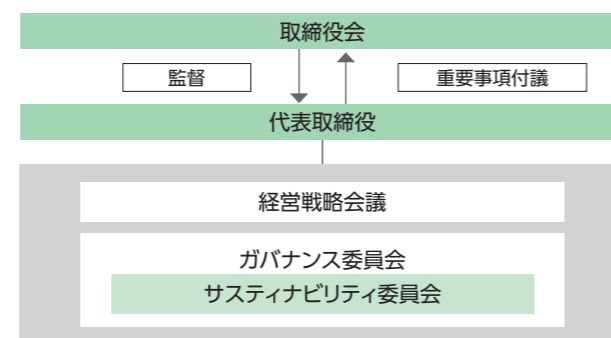 取締役会
監督
重要事項付議
代表取締役
経営戦略会議
ガバナンス委員会
サスティナビリティ委員会